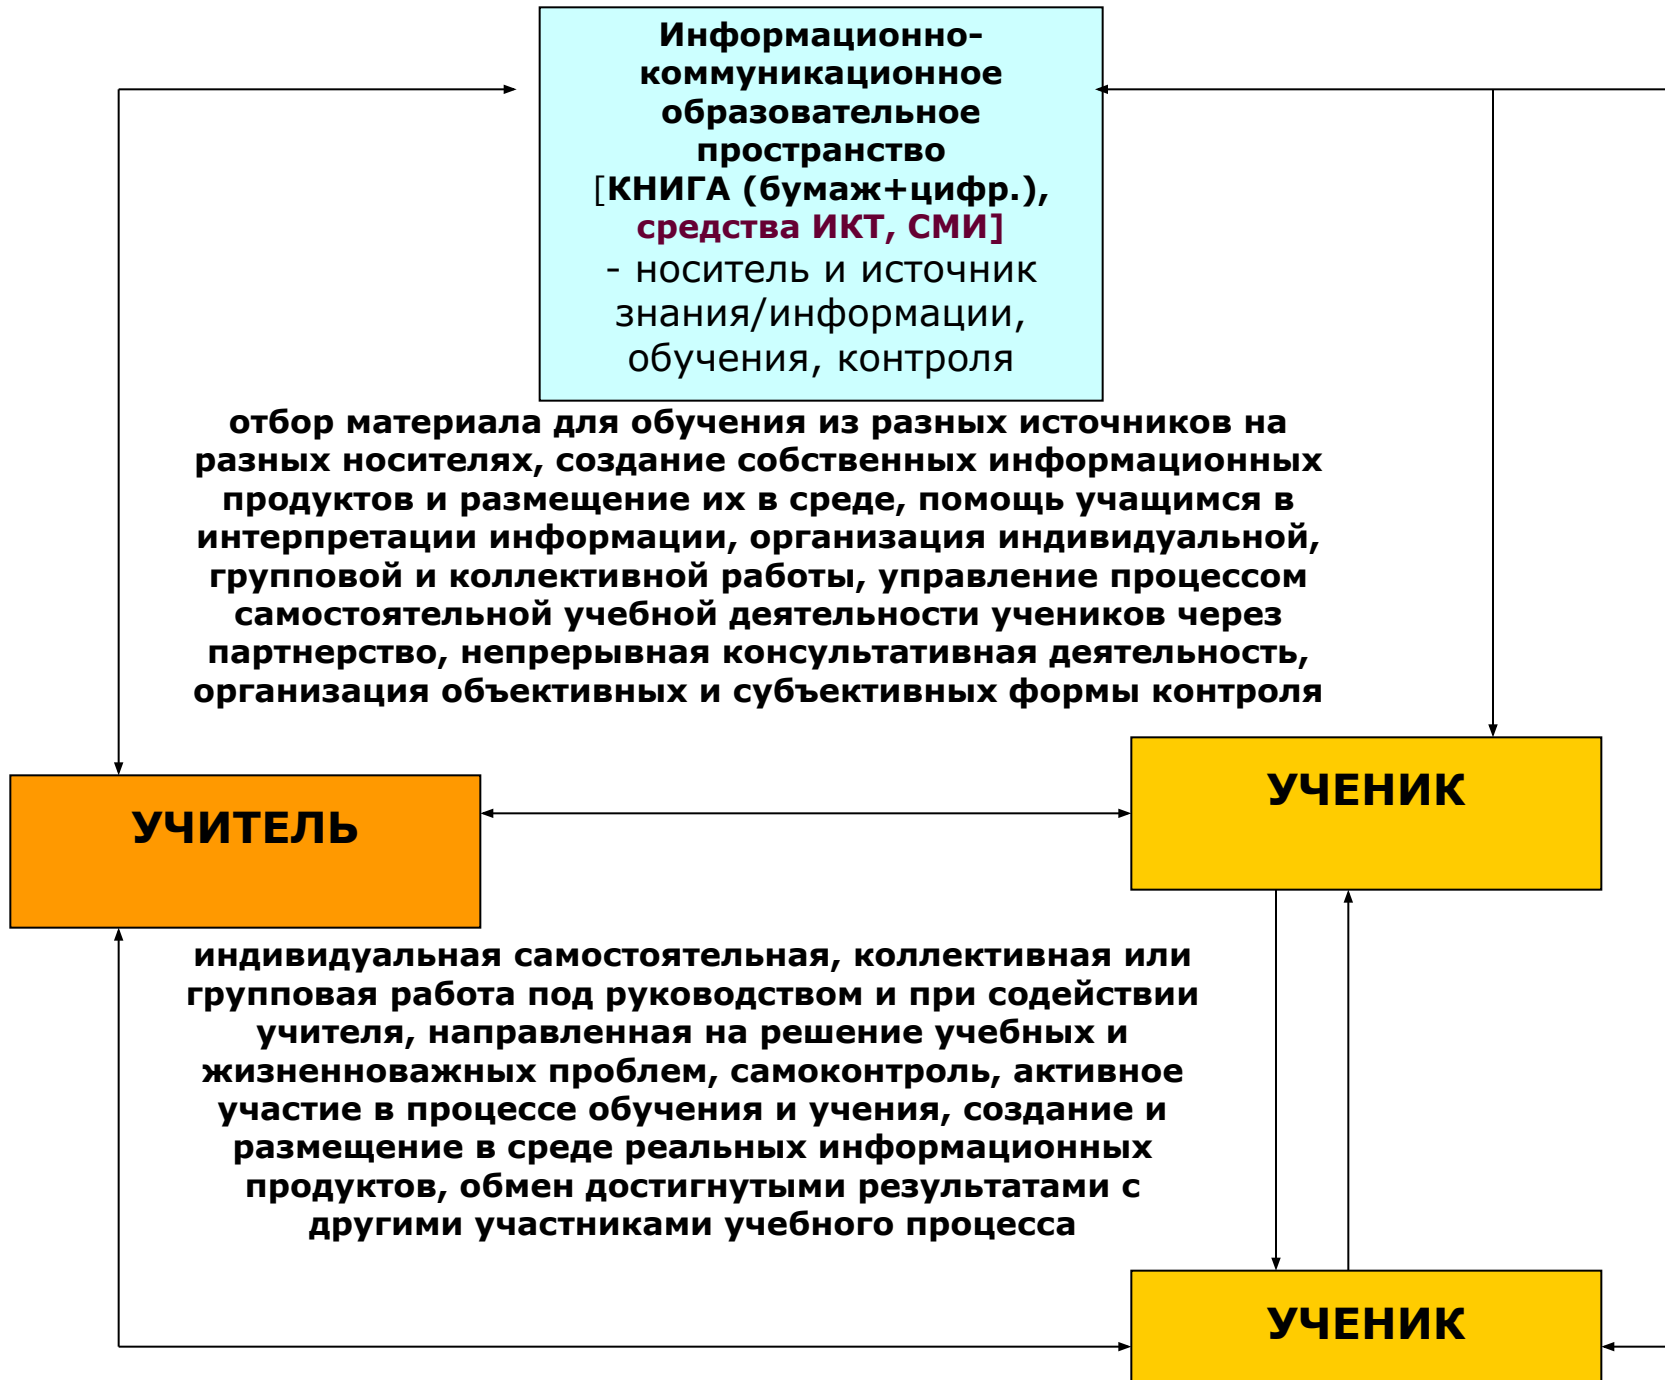 Информационно-
коммуникационное
образовательное
пространство
[КНИГА (бумаж+цифр.),
средства ИКТ, СМИ]
- носитель и источник
знания/информации,
обучения, контроля
отбор материала для обучения из разных источников на
разных носителях, создание собственных информационных
продуктов и размещение их в среде, помощь учащимся в
интерпретации информации, организация индивидуальной,
групповой и коллективной работы, управление процессом
самостоятельной учебной деятельности учеников через
партнерство, непрерывная консультативная деятельность,
организация объективных и субъективных формы контроля
УЧИТЕЛЬ
УЧЕНИК
индивидуальная самостоятельная, коллективная или
групповая работа под руководством и при содействии
учителя, направленная на решение учебных и
жизненноважных проблем, самоконтроль, активное
участие в процессе обучения и учения, создание и
размещение в среде реальных информационных
продуктов, обмен достигнутыми результатами с
другими участниками учебного процесса
УЧЕНИК